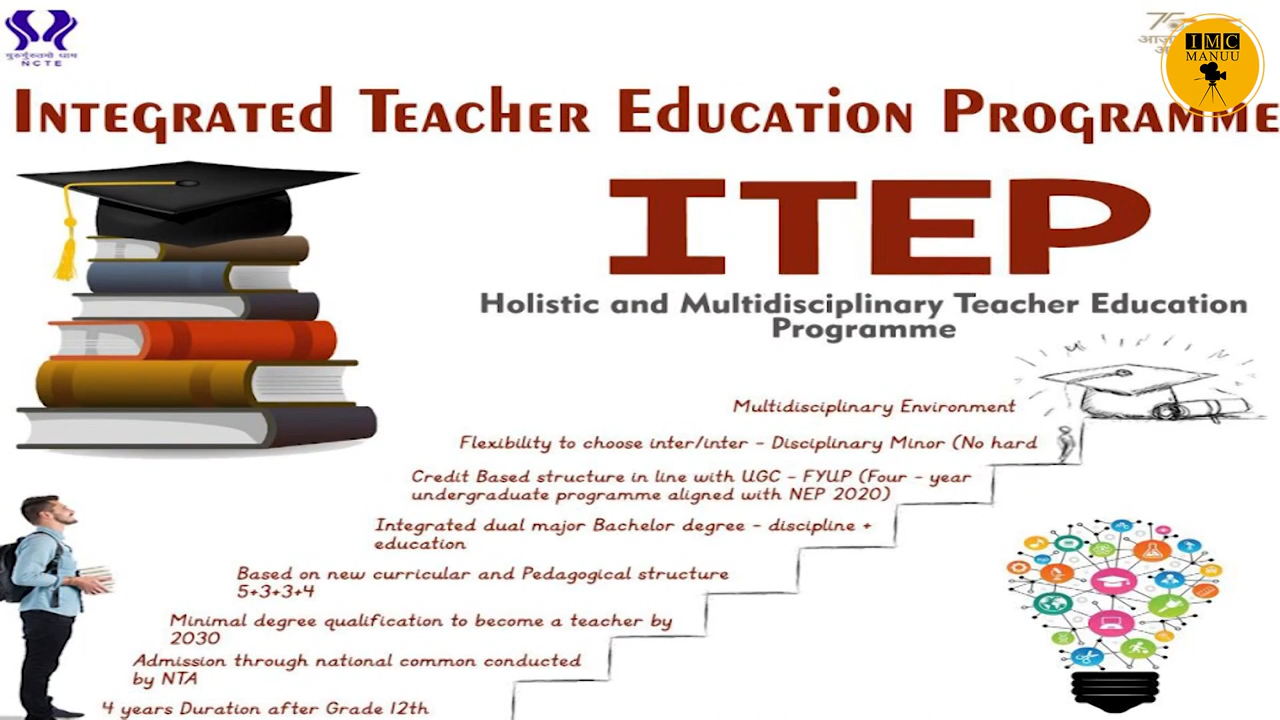 75
IMC
MANUU
गुरुर्गुरुतमो धाम
NCTE
INTEGRATEd TEACHER EducATION PROGRAMME
ITEP
Holistic and Multidisciplinary Teacher Education
Programme
Multidisciplinary Environment
Flexibility to choose inter/inter - Disciplinary Minor (No hard
Credit Based structure in line with UGC - FYUP (Four - year
undergraduate programme aligned with NEP 2020)
Integrated dual major Bachelor degree - discipline +
education
Based on new curricular and Pedagogical structure
5+3+3+4
Minimal degree qualification to become a teacher by
2030
Admission through national common conducted
by NTA
4 years Duration after Grade 12th